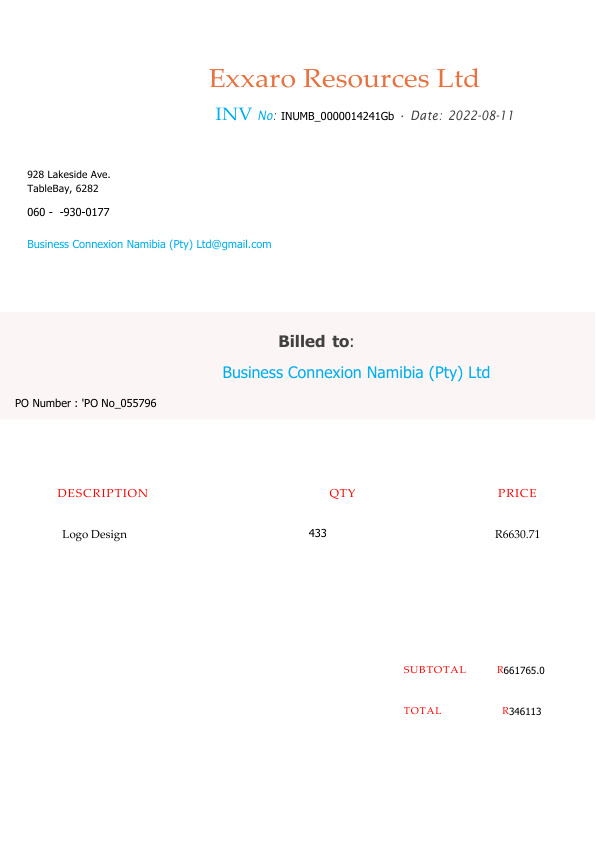 Exxaro Resources Ltd
INV No: INUMB_0000014241Gb · Date: 2022-08-11
928 Lakeside Ave.
TableBay, 6282
060 - -930-0177
Business Connexion Namibia (Pty) Ltd@gmail.com
Billed to:
Business Connexion Namibia (Pty) Ltd
PO Number : 'PO No_055796
DESCRIPTION QTY PRICE
Logo Design 433 R6630.71
SUBTOTAL R661765.0
TOTAL R346113